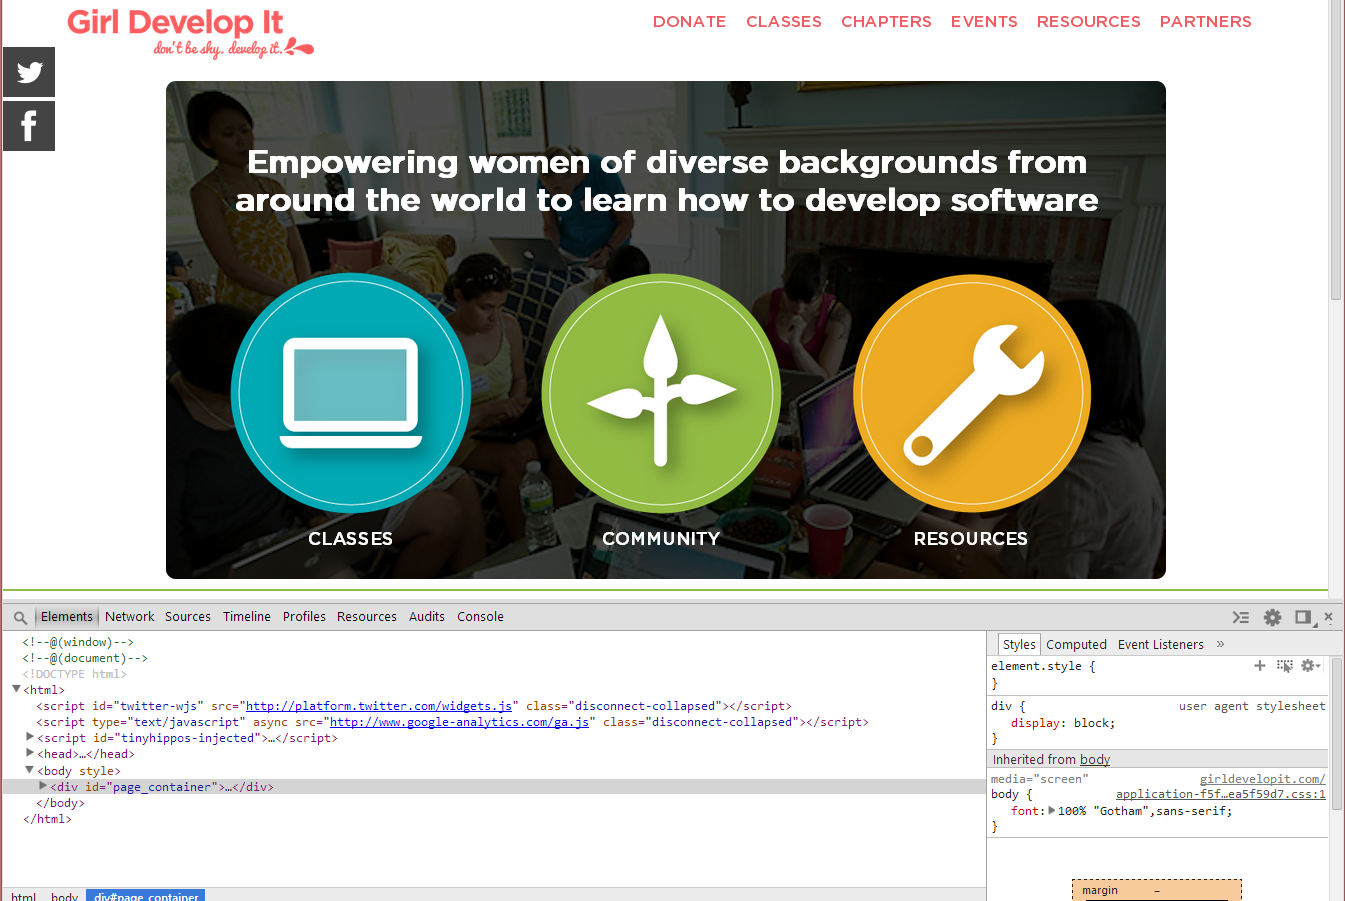 Girl Develop It
don't be shy. develop it.
DONATE CLASSES CHAPTERS EVENTS RESOURCES PARTNERS
Empowering women of diverse backgrounds from
around the world to learn how to develop software
CLASSES COMMUNITY RESOURCES
Elements Network Sources Timeline Profiles Resources Audits Console
<!--@(window)-->
<!--@(document)-->
<!DOCTYPE html>
<html>
<script id="twitter-wjs" src="http://platform.twitter.com/widgets.js" class="disconnect-collapsed"></script>
<script type="text/javascript" async src="http://www.google-analytics.com/ga.js" class="disconnect-collapsed"></script>
<script id="tinyhippos-injected">…</script>
<head>…</head>
<body style>
<div id="page_container">…</div>
</body>
</html>
html body div#page_container
Styles Computed Event Listeners »
element.style {
}
div { user agent stylesheet
display: block;
}
Inherited from body
media="screen" girldevelopit.com/
body { application-f5f…ea5f59d7.css:1
font: 100% "Gotham",sans-serif;
}
margin –